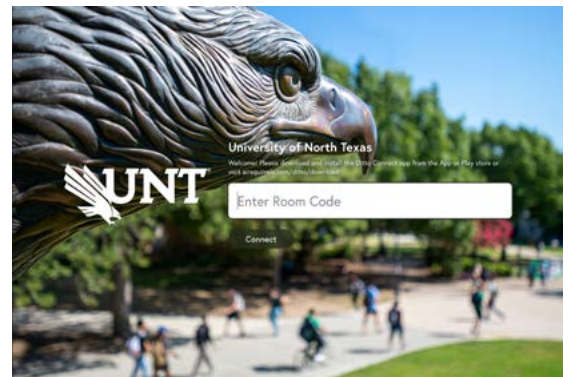 University of North Texas
Welcome! Please download and install the Ditto Connect app from the App or Play store or
visit airsquirrels.com/ditto/download
UNT
Enter Room Code
Connect